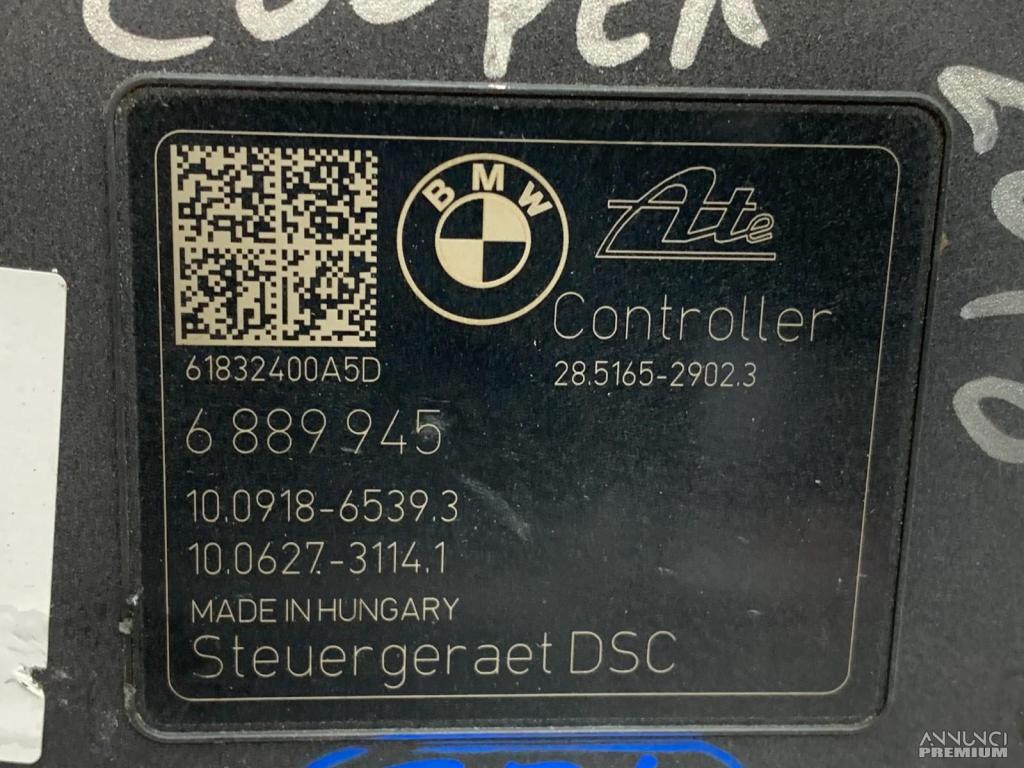 COOPER
BMW
Ate
Controller
61832400A5D
28.5165-2902.3
6 889 945
10.0918-6539.3
10.0627-3114.1
MADE IN HUNGARY
Steuergeraet DSC
ANNUNCI
PREMIUM